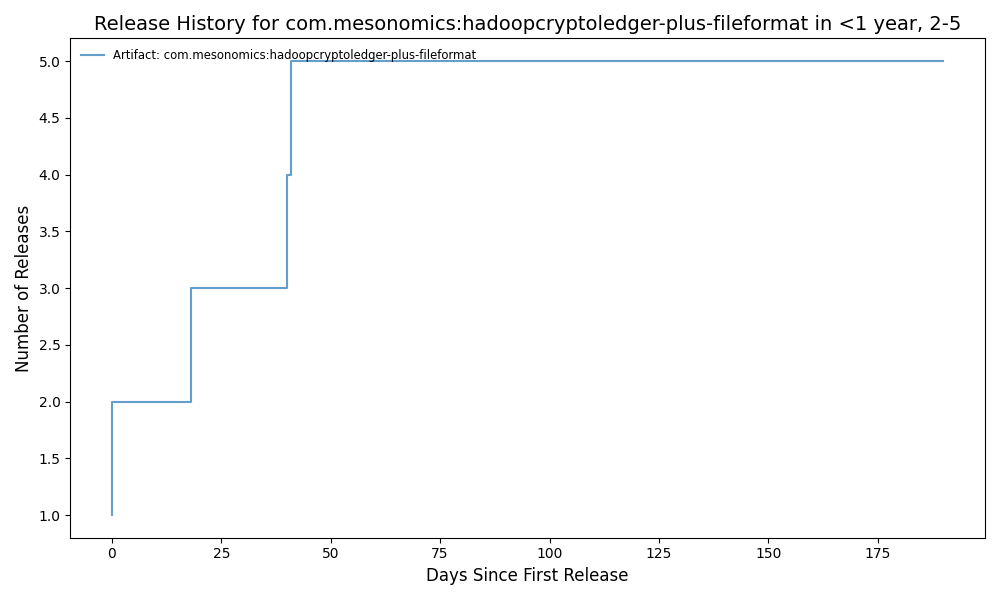 Release History for com.mesonomics:hadoopcryptoledger-plus-fileformat in <1 year, 2-5
Artifact: com.mesonomics:hadoopcryptoledger-plus-fileformat
Number of Releases
5.0
4.5
4.0
3.5
3.0
2.5
2.0
1.5
1.0
0 25 50 75 100 125 150 175
Days Since First Release